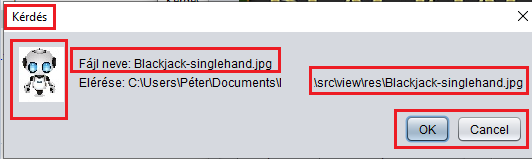 Kérdés
Fájl neve: Blackjack-singlehand.jpg
Elérése: C:\Users\Péter\Documents\ \src\view\res\Blackjack-singlehand.jpg
OK Cancel